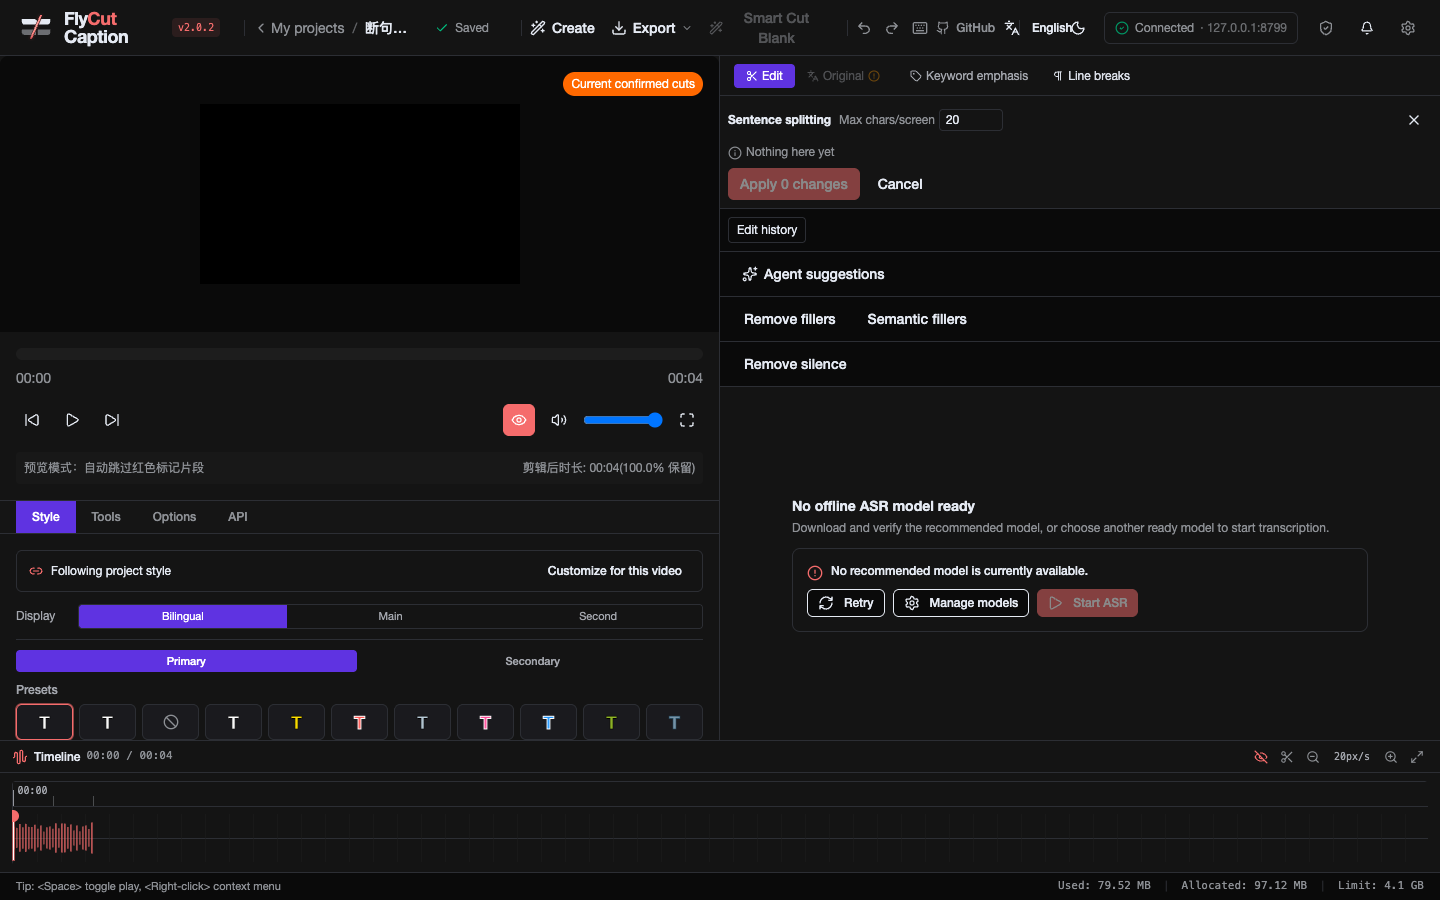 FlyCut Caption
v2.0.2
My projects / 断句...
Saved
Create
Export
Smart Cut Blank
GitHub
English
Connected · 127.0.0.1:8799
Current confirmed cuts
00:00
00:04
预览模式：自动跳过红色标记片段
剪辑后时长: 00:04(100.0% 保留)
Style
Tools
Options
API
Following project style
Customize for this video
Display
Bilingual
Main
Second
Primary
Secondary
Presets
T T T T T T T T T T
Edit
Original
Keyword emphasis
Line breaks
Sentence splitting
Max chars/screen
20
Nothing here yet
Apply 0 changes
Cancel
Edit history
Agent suggestions
Remove fillers
Semantic fillers
Remove silence
No offline ASR model ready
Download and verify the recommended model, or choose another ready model to start transcription.
No recommended model is currently available.
Retry
Manage models
Start ASR
Timeline
00:00 / 00:04
20px/s
00:00
Tip: <Space> toggle play, <Right-click> context menu
Used: 79.52 MB | Allocated: 97.12 MB | Limit: 4.1 GB